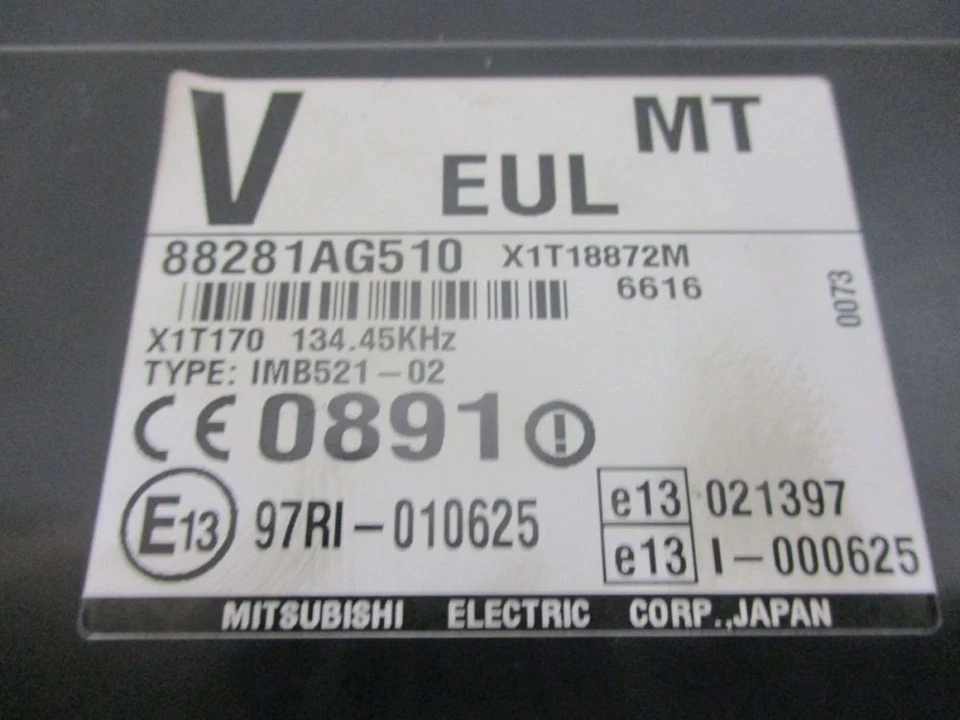 V
MT
EUL
88281AG510 X1T18872M
6616
0073
X1T170 134.45KHz
TYPE: IMB521-02
CE 0891
E13 97RI-010625
e13 021397
e13 I-000625
MITSUBISHI ELECTRIC CORP.,JAPAN